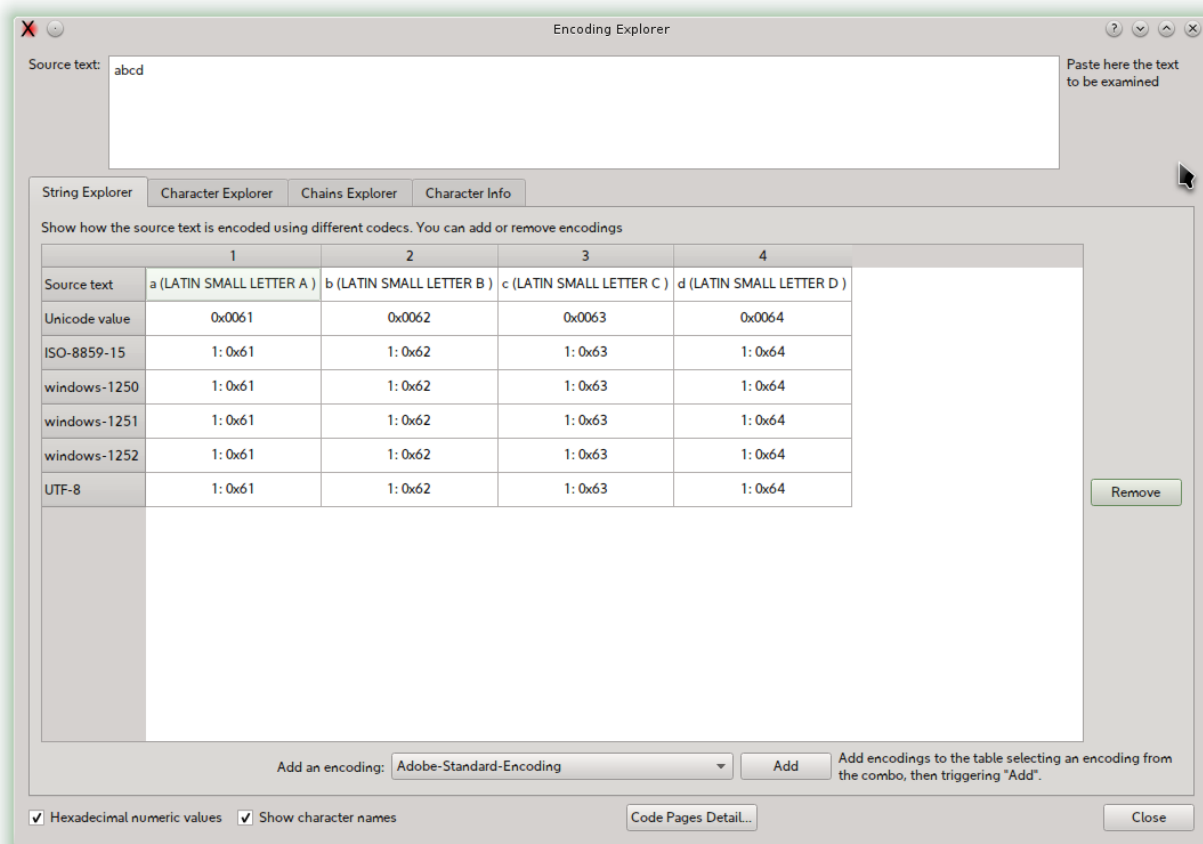 Encoding Explorer
Source text: abcd
Paste here the text
to be examined
String Explorer Character Explorer Chains Explorer Character Info
Show how the source text is encoded using different codecs. You can add or remove encodings
1 2 3 4
Source text a (LATIN SMALL LETTER A ) b (LATIN SMALL LETTER B ) c (LATIN SMALL LETTER C ) d (LATIN SMALL LETTER D )
Unicode value 0x0061 0x0062 0x0063 0x0064
ISO-8859-15 1: 0x61 1: 0x62 1: 0x63 1: 0x64
windows-1250 1: 0x61 1: 0x62 1: 0x63 1: 0x64
windows-1251 1: 0x61 1: 0x62 1: 0x63 1: 0x64
windows-1252 1: 0x61 1: 0x62 1: 0x63 1: 0x64
UTF-8 1: 0x61 1: 0x62 1: 0x63 1: 0x64
Remove
Add an encoding: Adobe-Standard-Encoding Add
Add encodings to the table selecting an encoding from
the combo, then triggering "Add".
Hexadecimal numeric values Show character names Code Pages Detail... Close